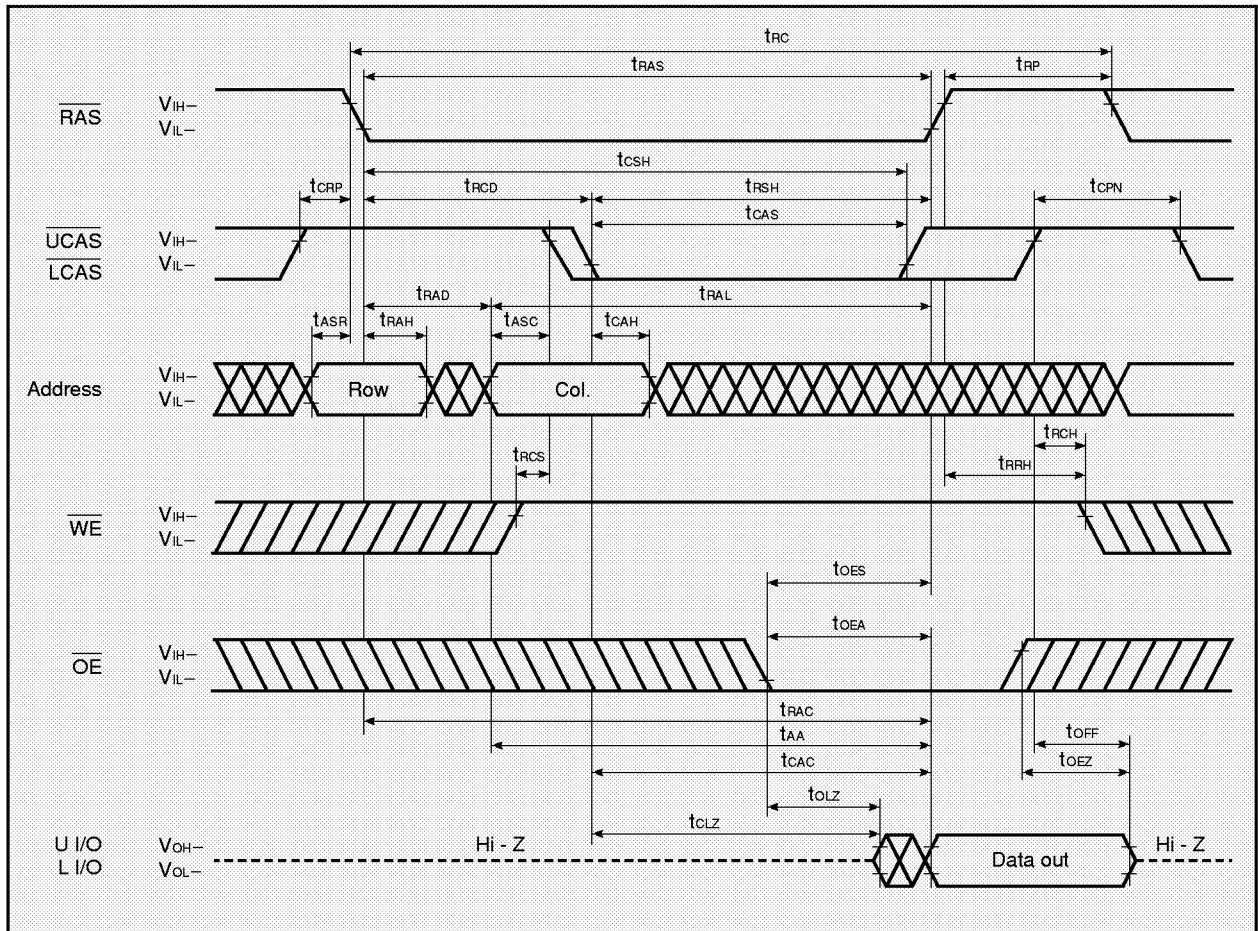 tRC
tRAS tRP
RAS VIH–
VIL–
tCSH
tCRP tRCD tRSH tCPN
tCAS
UCAS VIH–
LCAS VIL–
tRAD tRAL
tASR tRAH tASC tCAH
Address VIH–
VIL–
Row Col.
tRCH
tRCS tRRH
WE VIH–
VIL–
tOES
tOEA
OE VIH–
VIL–
tRAC
tAA tOFF
tCAC tOEZ
tOLZ
tCLZ
U I/O VOH– Hi - Z Data out Hi - Z
L I/O VOL–